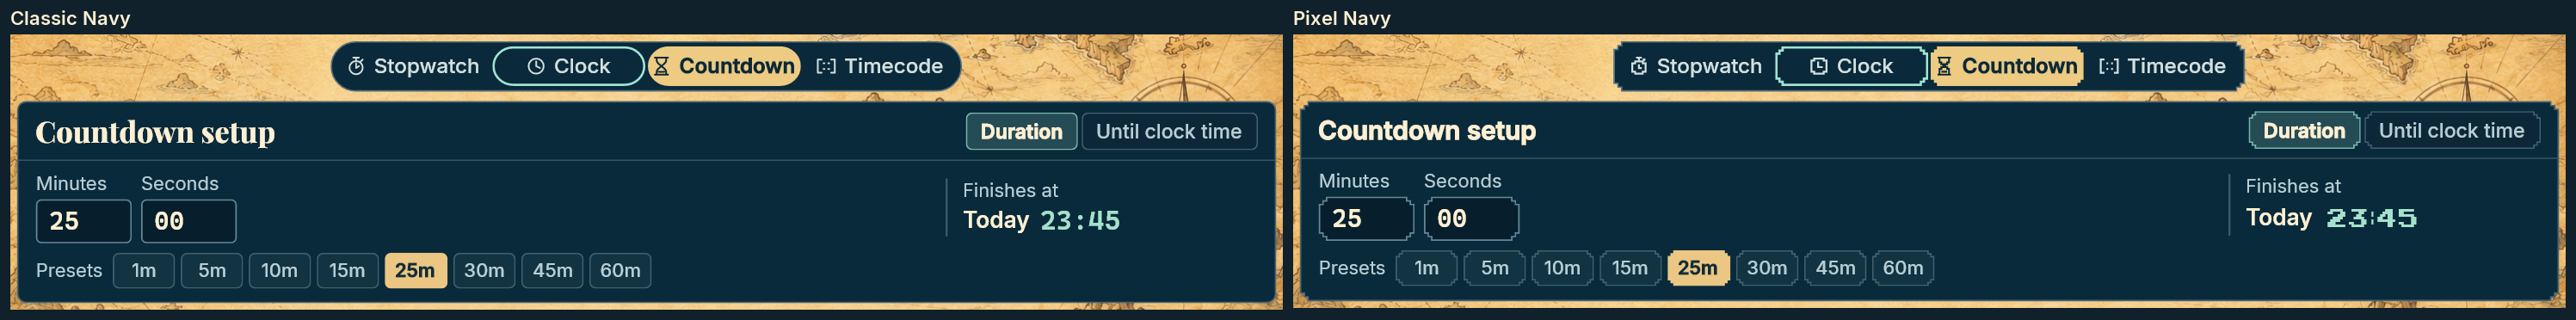 Classic Navy
Stopwatch Clock Countdown Timecode
Countdown setup
Duration Until clock time
Minutes Seconds
25 00
Finishes at
Today 23:45
Presets 1m 5m 10m 15m 25m 30m 45m 60m
Pixel Navy
Stopwatch Clock Countdown Timecode
Countdown setup
Duration Until clock time
Minutes Seconds
25 00
Finishes at
Today 23:45
Presets 1m 5m 10m 15m 25m 30m 45m 60m